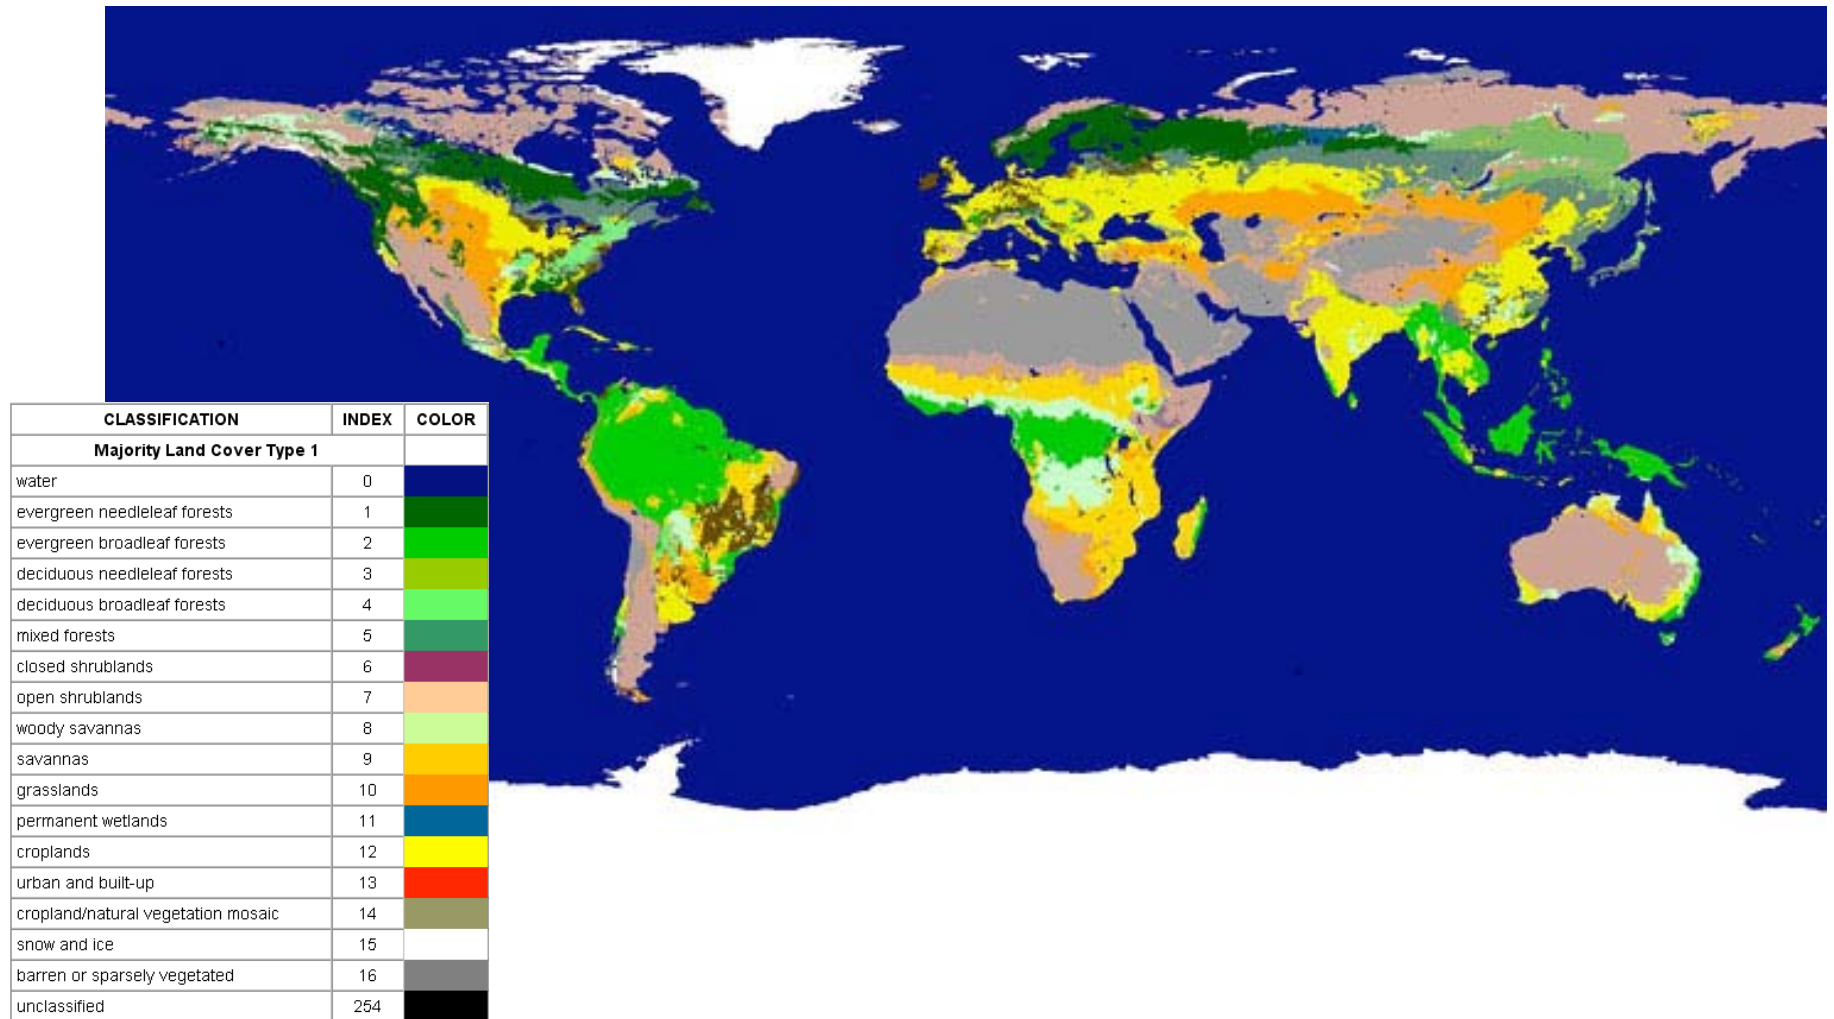 CLASSIFICATION INDEX COLOR
Majority Land Cover Type 1
water 0
evergreen needleleaf forests 1
evergreen broadleaf forests 2
deciduous needleleaf forests 3
deciduous broadleaf forests 4
mixed forests 5
closed shrublands 6
open shrublands 7
woody savannas 8
savannas 9
grasslands 10
permanent wetlands 11
croplands 12
urban and built-up 13
cropland/natural vegetation mosaic 14
snow and ice 15
barren or sparsely vegetated 16
unclassified 254